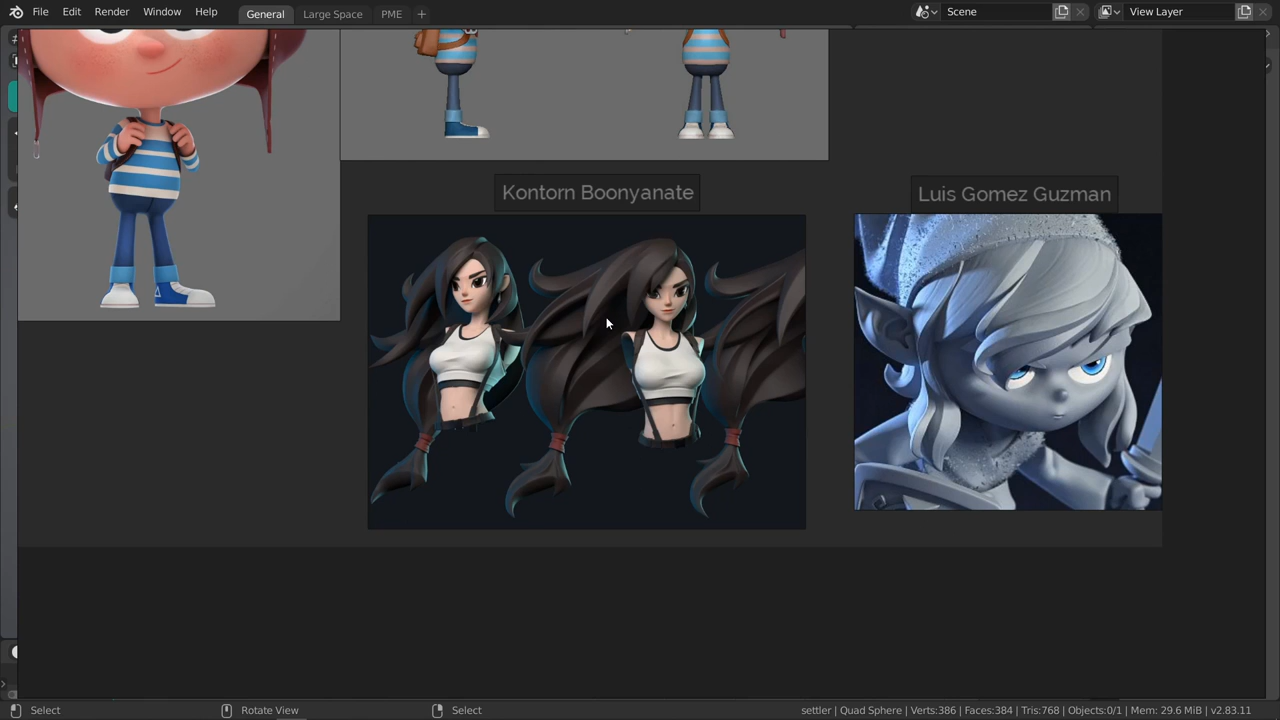 File Edit Render Window Help General Large Space PME + Scene View Layer
Kontorn Boonyanate
Luis Gomez Guzman
Select Rotate View Select settler | Quad Sphere | Verts:386 | Faces:384 | Tris:768 | Objects:0/1 | Mem: 29.6 MiB | v2.83.11